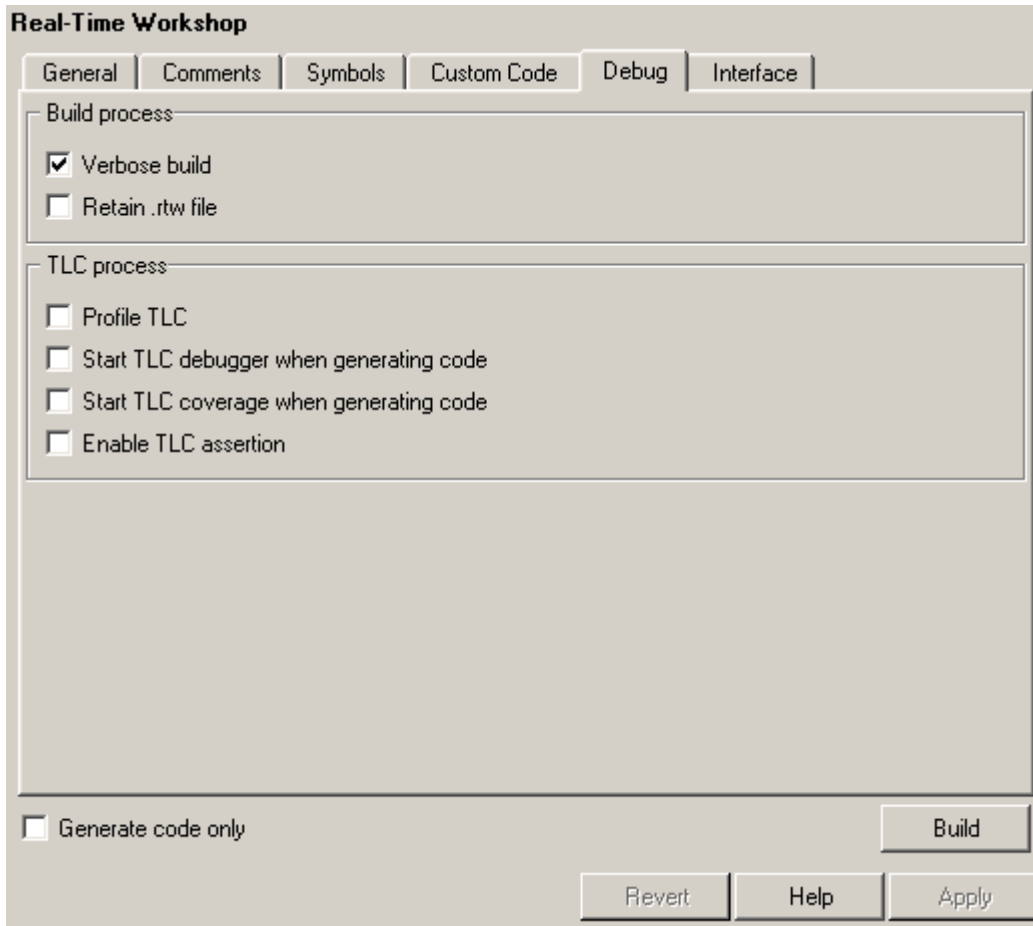 Real-Time Workshop
General Comments Symbols Custom Code Debug Interface
Build process
Verbose build
Retain .rtw file
TLC process
Profile TLC
Start TLC debugger when generating code
Start TLC coverage when generating code
Enable TLC assertion
Generate code only Build
Revert Help Apply